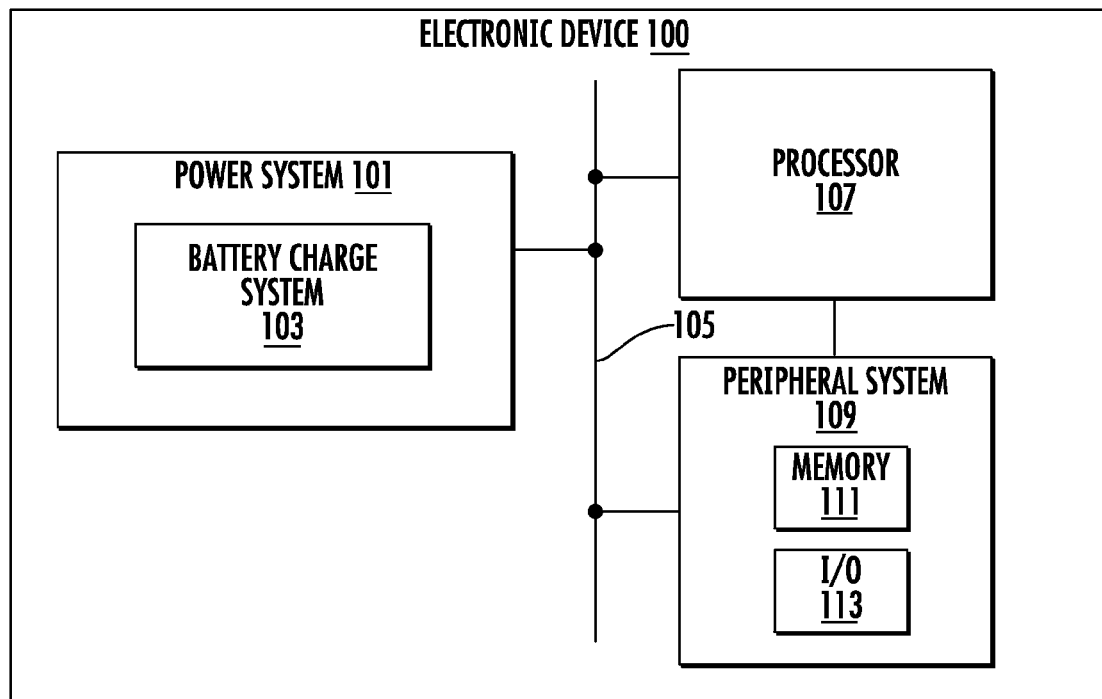 ELECTRONIC DEVICE 100
POWER SYSTEM 101
BATTERY CHARGE
SYSTEM
103
105
PROCESSOR
107
PERIPHERAL SYSTEM
109
MEMORY
111
I/O
113